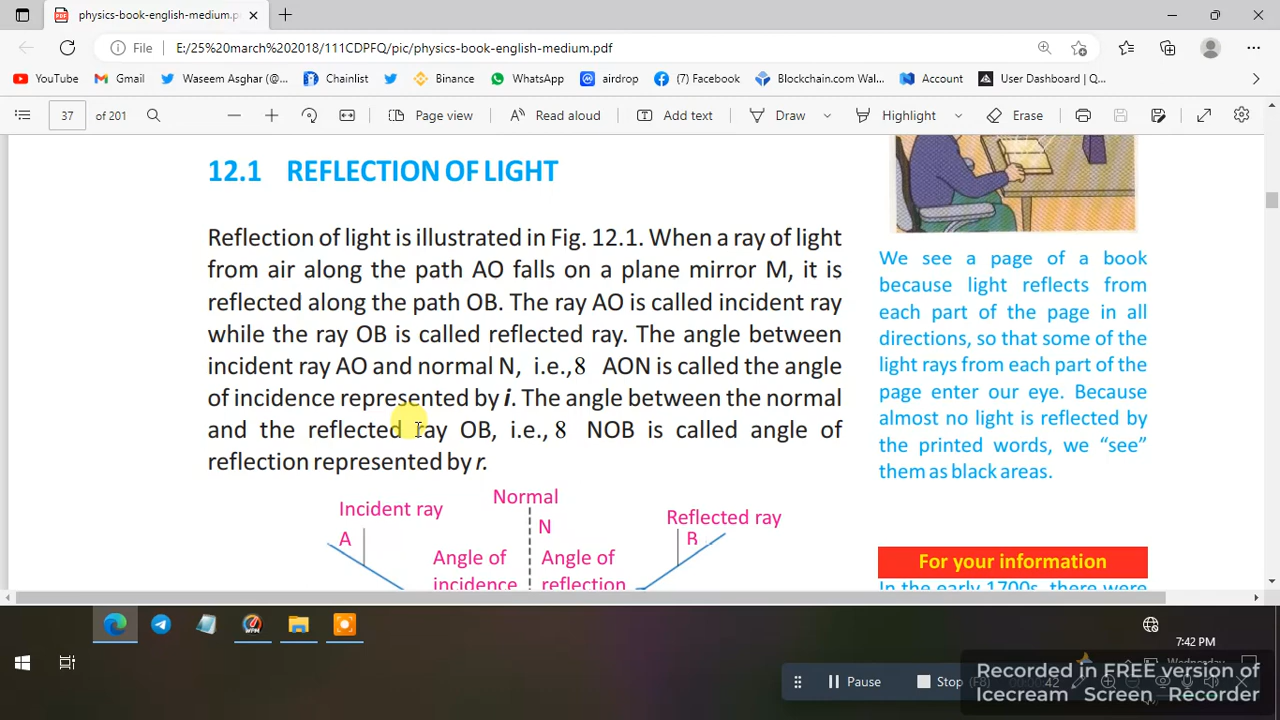 physics-book-english-medium.p
File
E:/25%20march%202018/111CDPFQ/pic/physics-book-english-medium.pdf
YouTube
Gmail
Waseem Asghar (@...
Chainlist
Binance
WhatsApp
airdrop
(7) Facebook
Blockchain.com Wal...
Account
User Dashboard | Q...
37 of 201
Page view
Read aloud
Add text
Draw
Highlight
Erase
12.1 REFLECTION OF LIGHT
Reflection of light is illustrated in Fig. 12.1. When a ray of light
from air along the path AO falls on a plane mirror M, it is
reflected along the path OB. The ray AO is called incident ray
while the ray OB is called reflected ray. The angle between
incident ray AO and normal N, i.e.,8 AON is called the angle
of incidence represented by i. The angle between the normal
and the reflected ray OB, i.e., 8 NOB is called angle of
reflection represented by r.
Incident ray
A
Normal
N
Reflected ray
B
Angle of
incidence
Angle of
reflection
We see a page of a book
because light reflects from
each part of the page in all
directions, so that some of the
light rays from each part of the
page enter our eye. Because
almost no light is reflected by
the printed words, we “see”
them as black areas.
For your information
In the early 1700s, there were
7:42 PM
Wednesday
Pause
Stop (F8)
Recorded in FREE version of
Icecream Screen Recorder